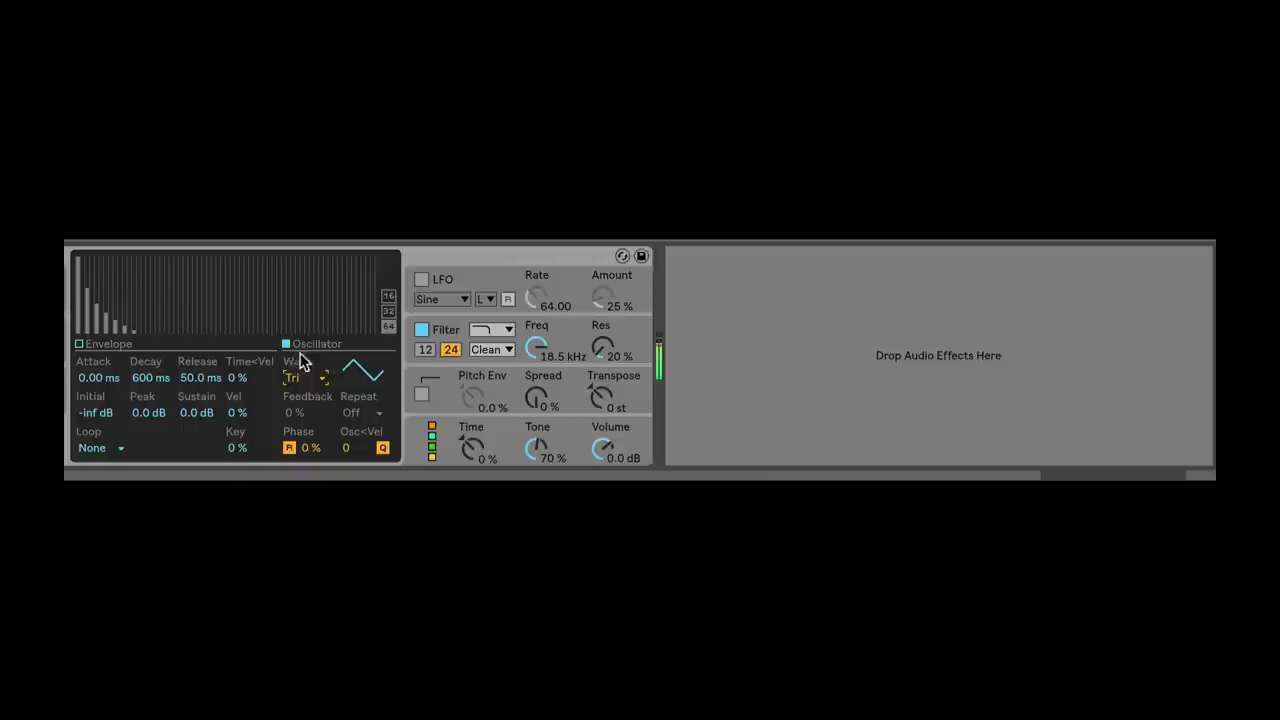 16
32
64
Envelope
Oscillator
Attack Decay Release Time<Vel
0.00 ms 600 ms 50.0 ms 0 %
Tri
Initial Peak Sustain Vel
-inf dB 0.0 dB 0.0 dB 0 %
Feedback Repeat
0 % Off
Loop Key
None 0 %
Phase Osc<Vel
R 0 % 0 Q
LFO Rate Amount
Sine L R 64.00 25 %
Filter Freq Res
12 24 Clean 18.5 kHz 20 %
Pitch Env Spread Transpose
0.0 % 0 % 0 st
Time Tone Volume
0 % 70 % 0.0 dB
Drop Audio Effects Here